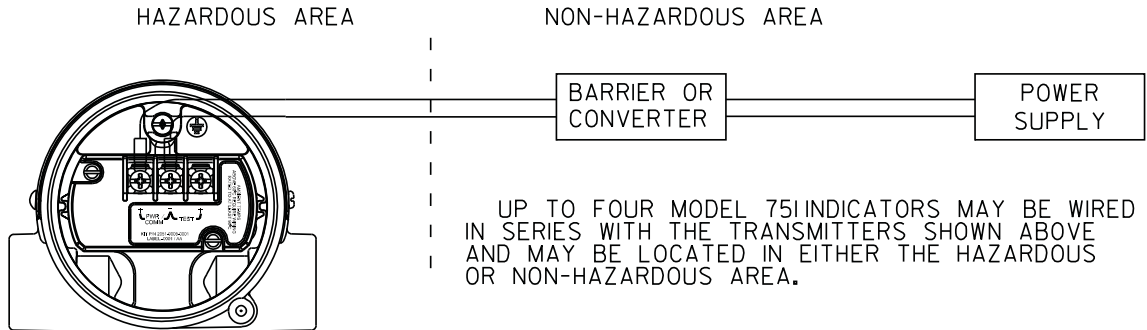 HAZARDOUS AREA
NON-HAZARDOUS AREA
BARRIER OR
CONVERTER
POWER
SUPPLY
PWR
COMM
TEST
UP TO FOUR MODEL 751 INDICATORS MAY BE WIRED
IN SERIES WITH THE TRANSMITTERS SHOWN ABOVE
AND MAY BE LOCATED IN EITHER THE HAZARDOUS
OR NON-HAZARDOUS AREA.